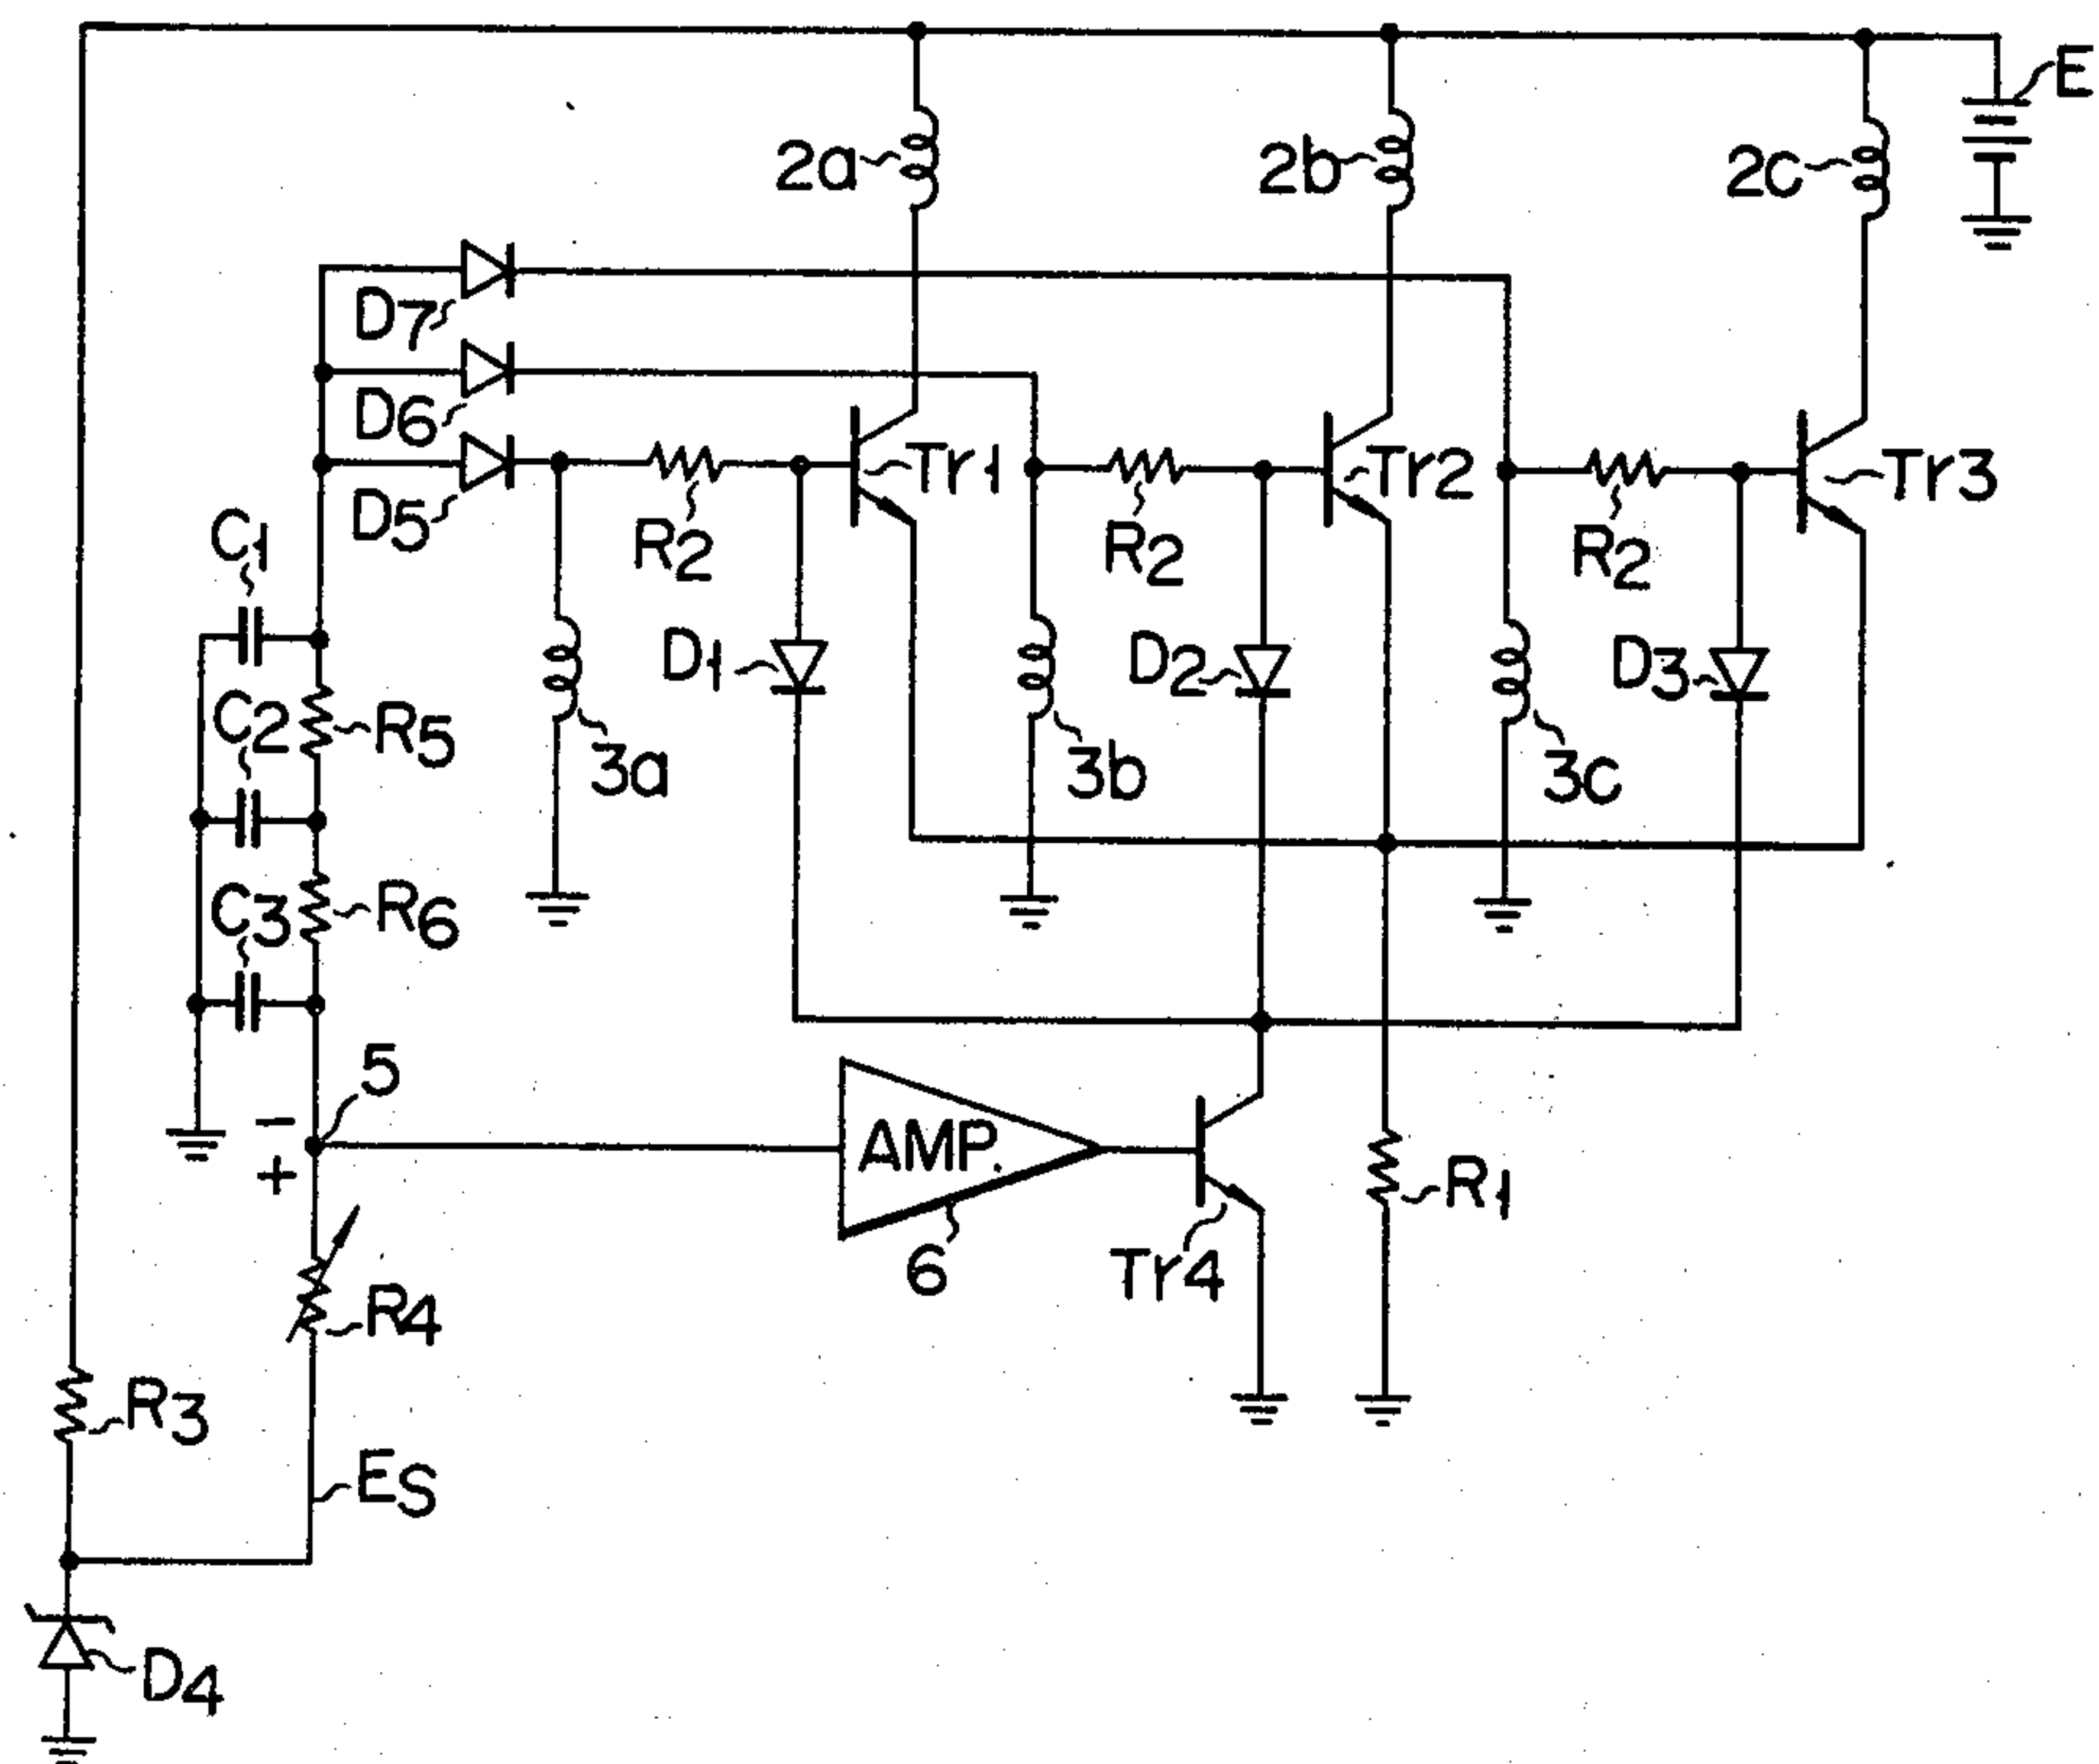 E
2a
2b
2c
D7
D6
D5
Tr1
Tr2
Tr3
C1
R2
R2
R2
D1
D2
D3
C2
R5
3a
3b
3c
C3
R6
5
−
+
AMP.
R1
6
Tr4
R4
R3
ES
D4